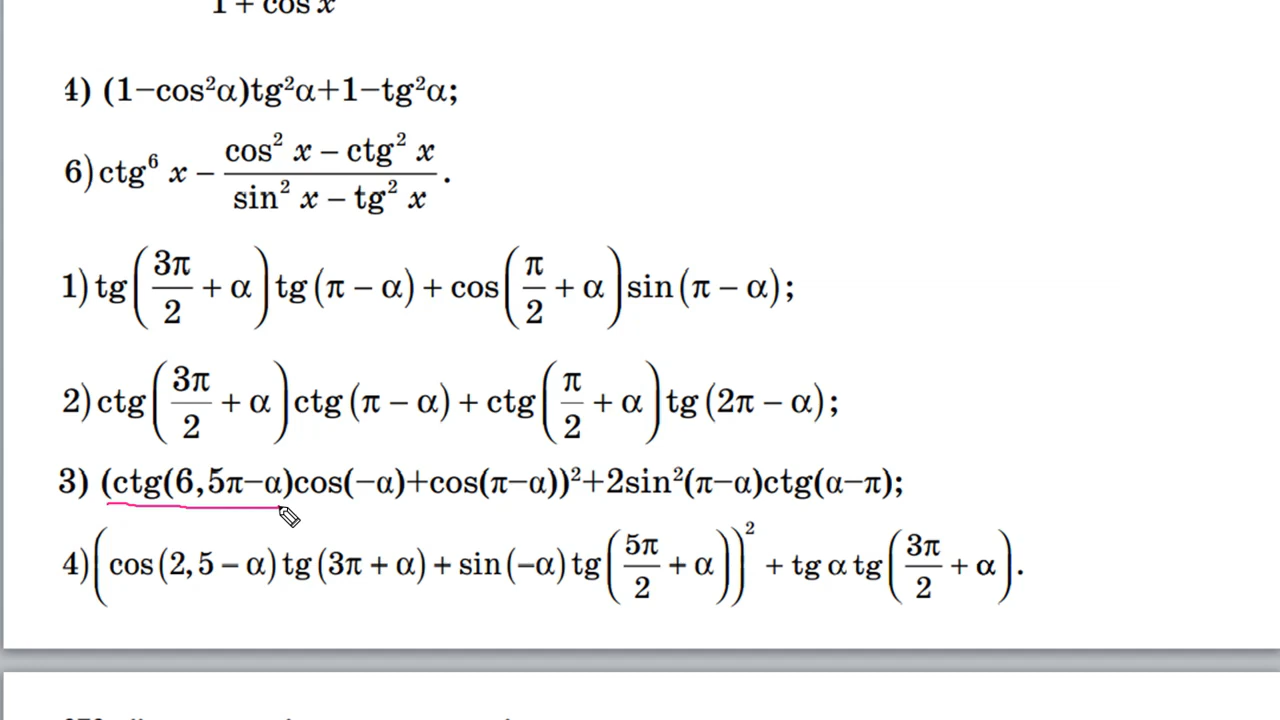 1 + cos x
4) (1−cos²α)tg²α+1−tg²α;
6) ctg⁶ x − (cos² x − ctg² x)/(sin² x − tg² x).
1) tg(3π/2 + α)tg(π − α) + cos(π/2 + α)sin(π − α);
2) ctg(3π/2 + α)ctg(π − α) + ctg(π/2 + α)tg(2π − α);
3) (ctg(6,5π−α)cos(−α)+cos(π−α))²+2sin²(π−α)ctg(α−π);
4) (cos(2,5 − α)tg(3π + α) + sin(−α)tg(5π/2 + α))² + tg α tg(3π/2 + α).